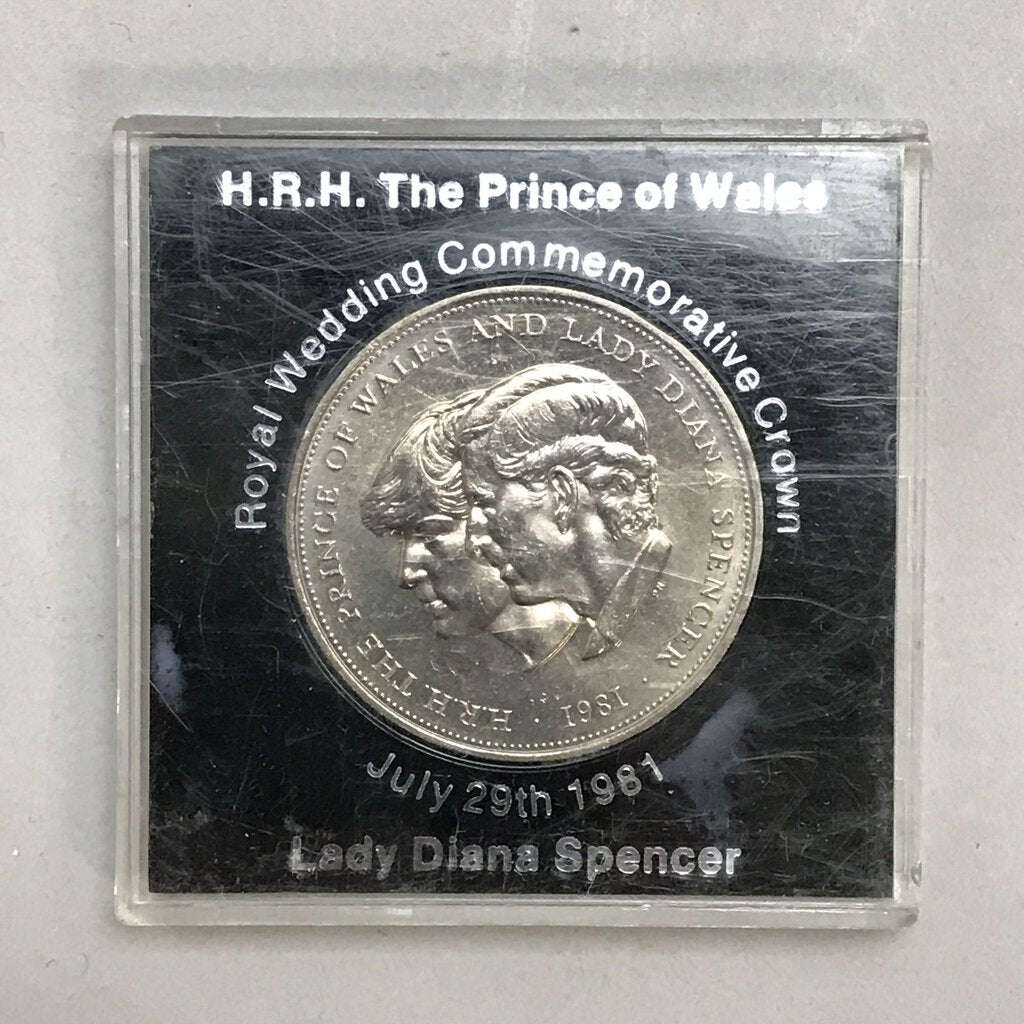 H.R.H. The Prince of Wales
Royal Wedding Commemorative Crown
H.R.H THE PRINCE OF WALES AND LADY DIANA SPENCER · 1981 ·
July 29th 1981
Lady Diana Spencer